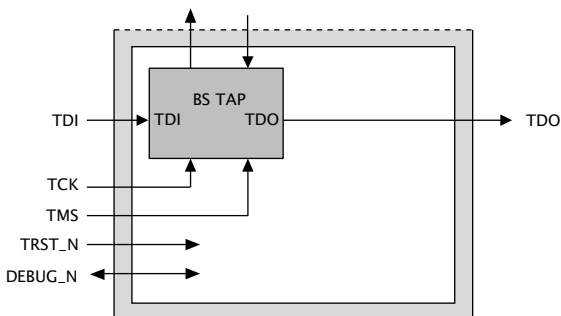 BS TAP
TDI TDI TDO TDO
TCK
TMS
TRST_N
DEBUG_N